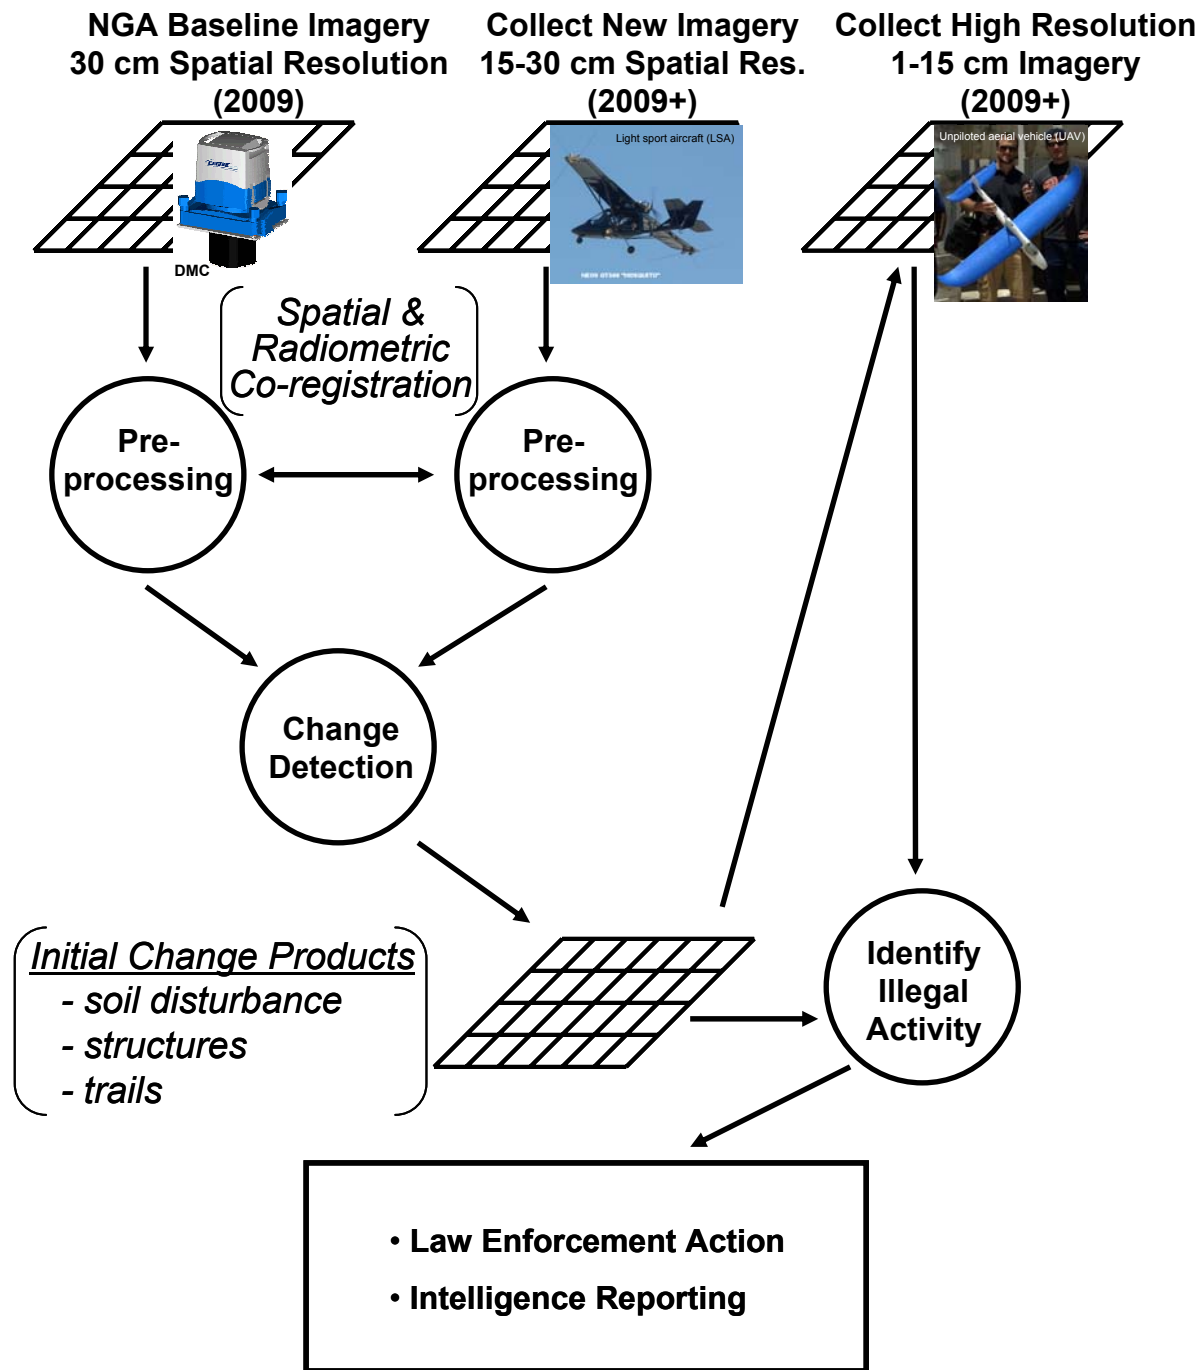 NGA Baseline Imagery
30 cm Spatial Resolution
(2009)
Collect New Imagery
15-30 cm Spatial Res.
(2009+)
Collect High Resolution
1-15 cm Imagery
(2009+)
DMC
Light sport aircraft (LSA)
Unpiloted aerial vehicle (UAV)
Spatial &
Radiometric
Co-registration
Pre-
processing
Pre-
processing
Change
Detection
Initial Change Products
- soil disturbance
- structures
- trails
Identify
Illegal
Activity
• Law Enforcement Action
• Intelligence Reporting